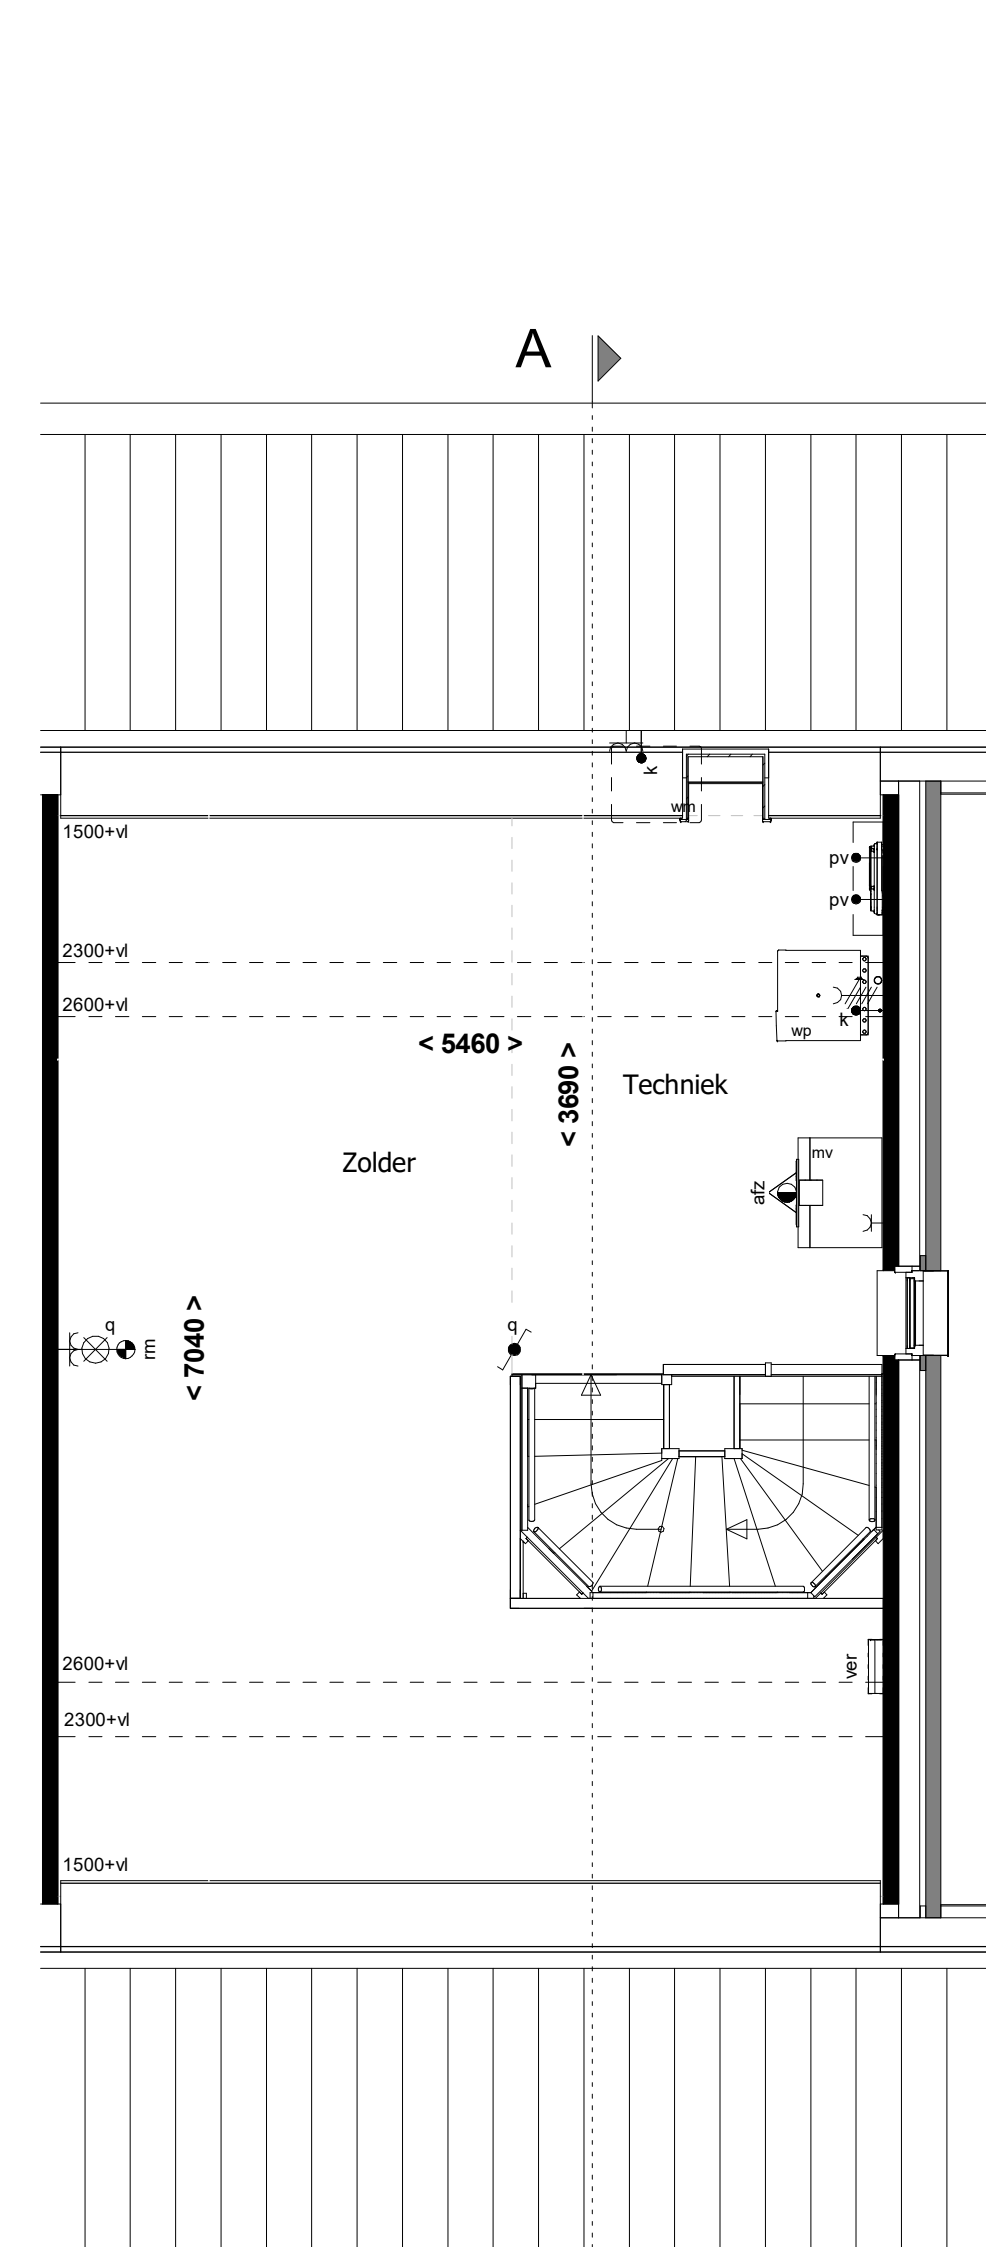 A
k
wm
1500+vl
pv
pv
2300+vl
2600+vl
k
wp
< 5460 >
< 3690 >
Techniek
mv
Zolder
afz
q
rm
< 7040 >
q
2600+vl
ver
2300+vl
1500+vl